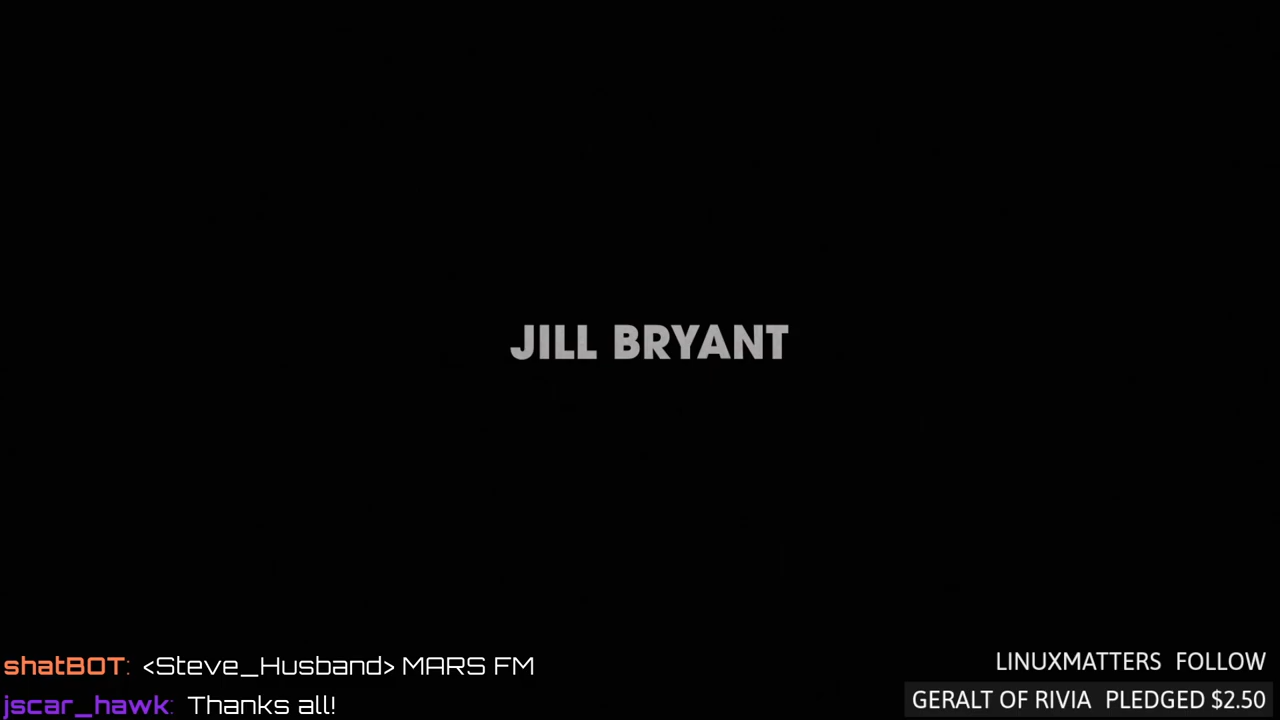 JILL BRYANT
shatBOT: <Steve_Husband> MARS FM
jscar_hawk: Thanks all!
LINUXMATTERS FOLLOW
GERALT OF RIVIA PLEDGED $2.50